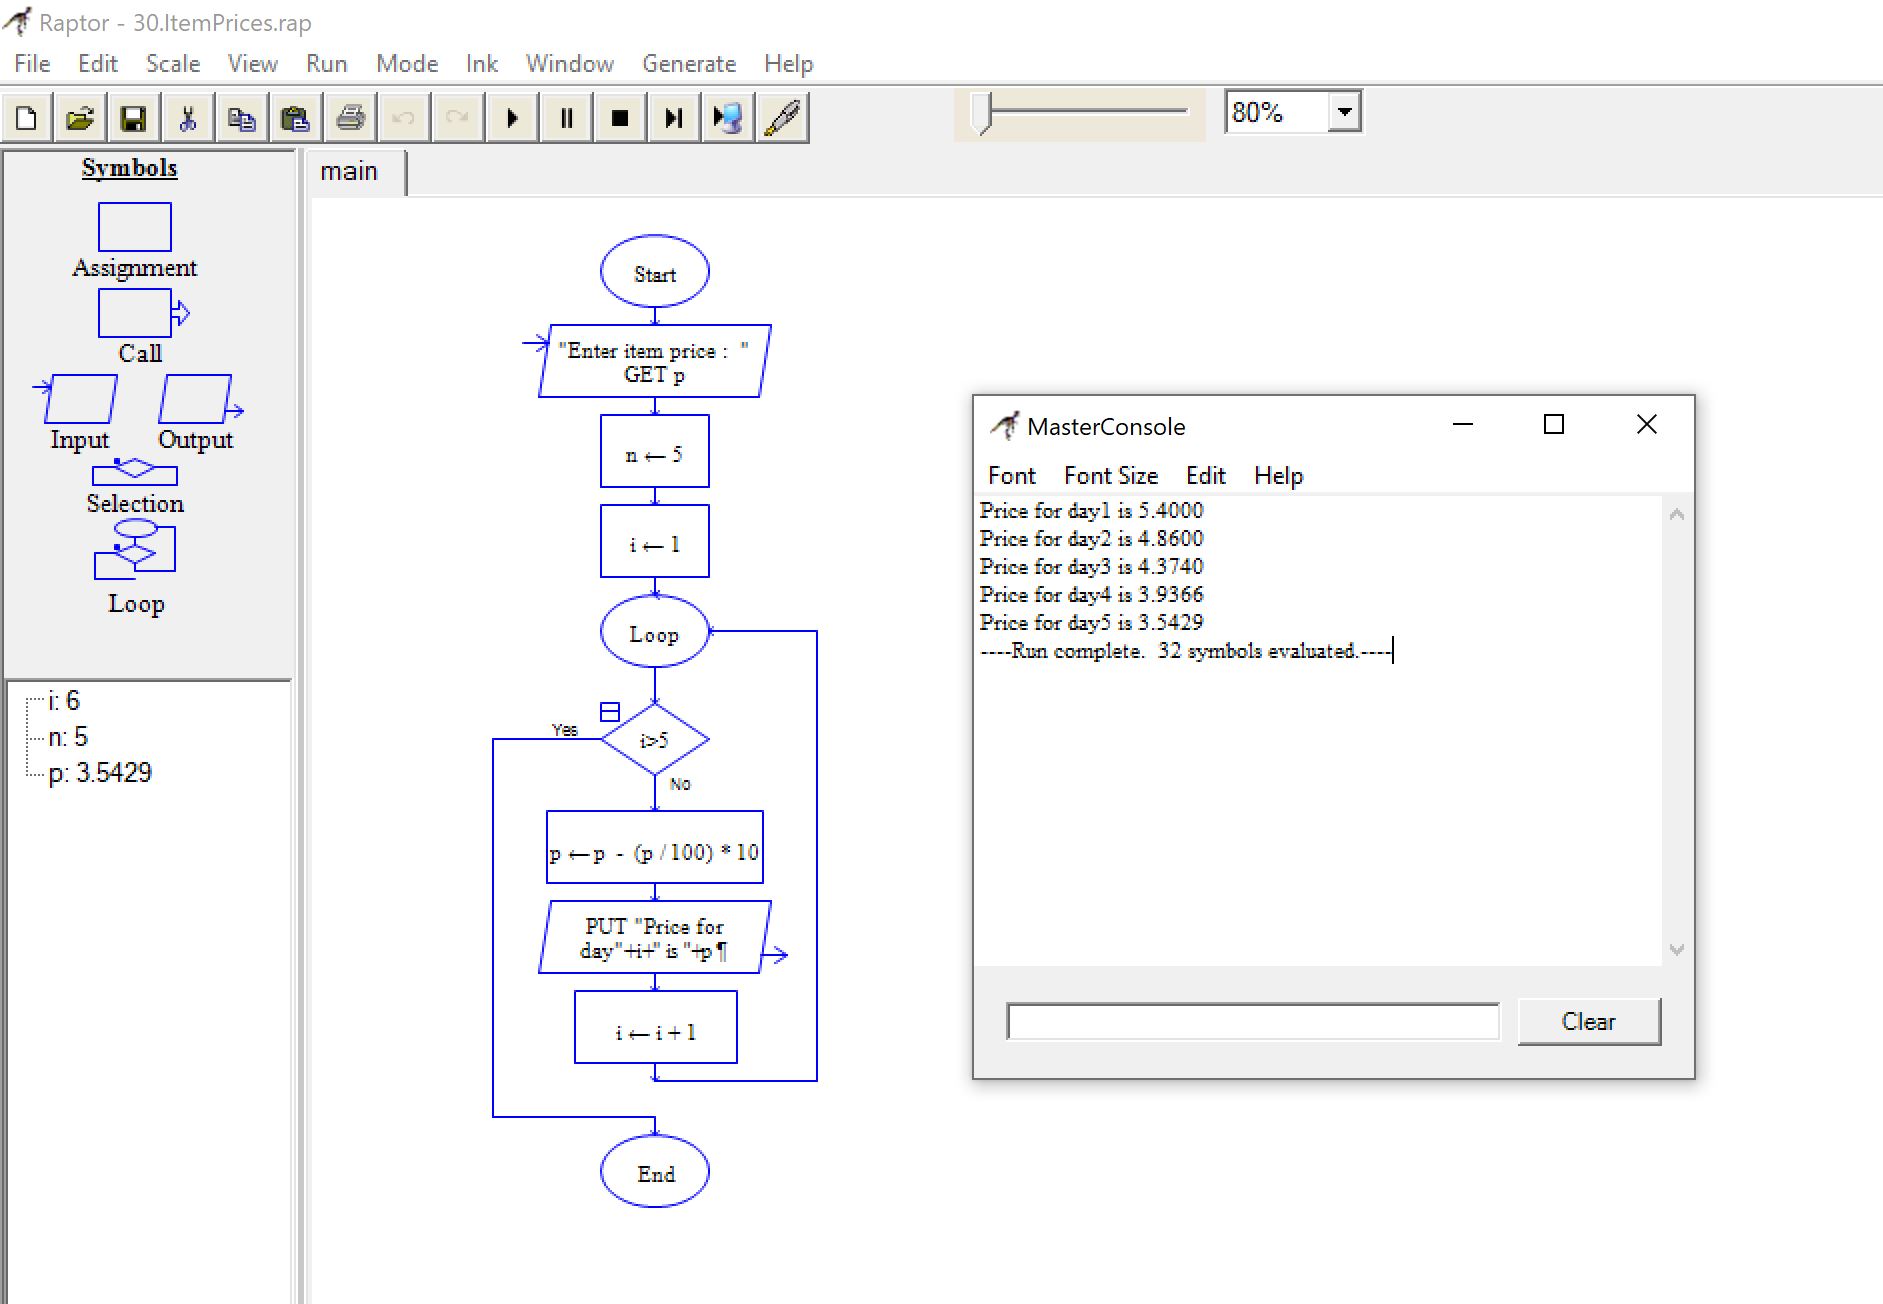 Raptor - 30.ItemPrices.rap
File Edit Scale View Run Mode Ink Window Generate Help
80%
Symbols
Assignment
Call
Input Output
Selection
Loop
i: 6
n: 5
p: 3.5429
main
Start
"Enter item price :  "
GET p
n ← 5
i ← 1
Loop
Yes
i>5
No
p ← p - (p / 100) * 10
PUT "Price for
day"+i+" is "+p ¶
i ← i + 1
End
MasterConsole
Font Font Size Edit Help
Price for day1 is 5.4000
Price for day2 is 4.8600
Price for day3 is 4.3740
Price for day4 is 3.9366
Price for day5 is 3.5429
----Run complete.  32 symbols evaluated.----
Clear